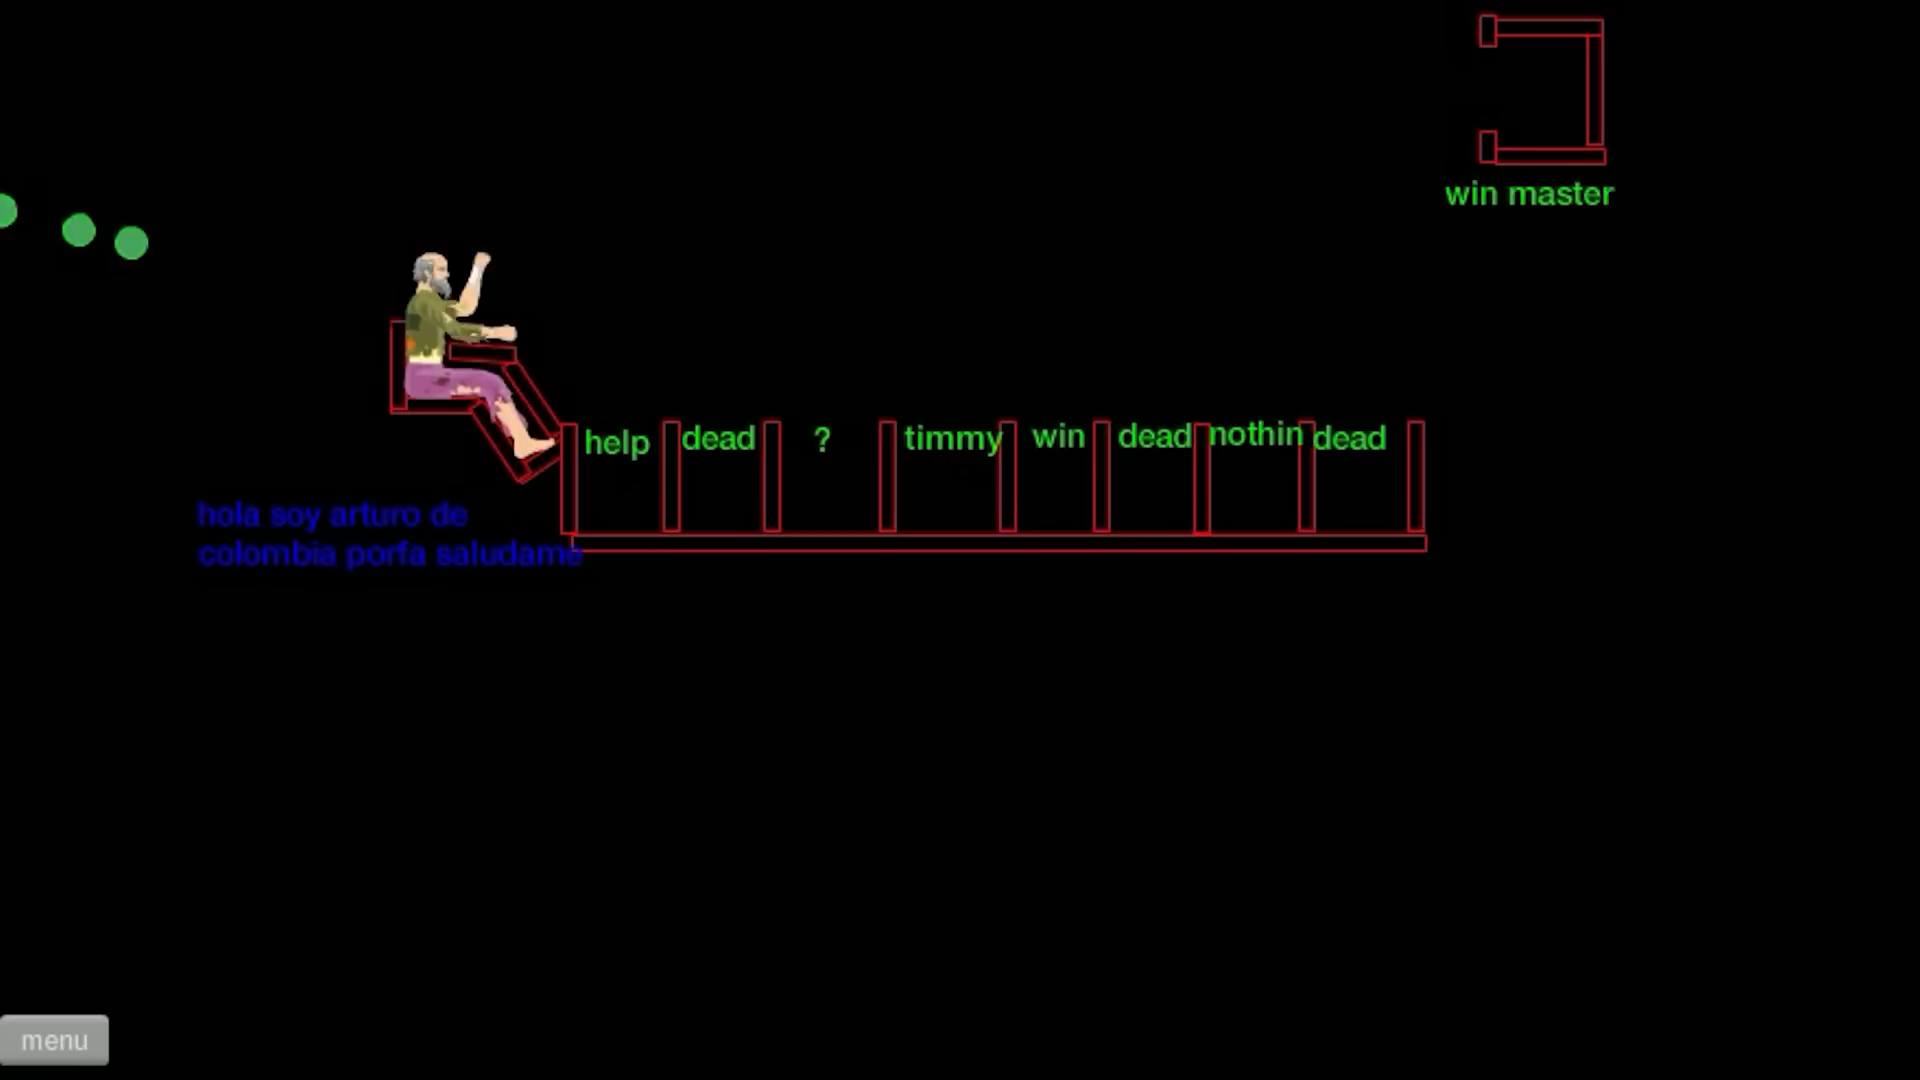 win master
help
dead
?
timmy
win
dead
nothin
dead
hola soy arturo de
colombia porfa saludame
menu